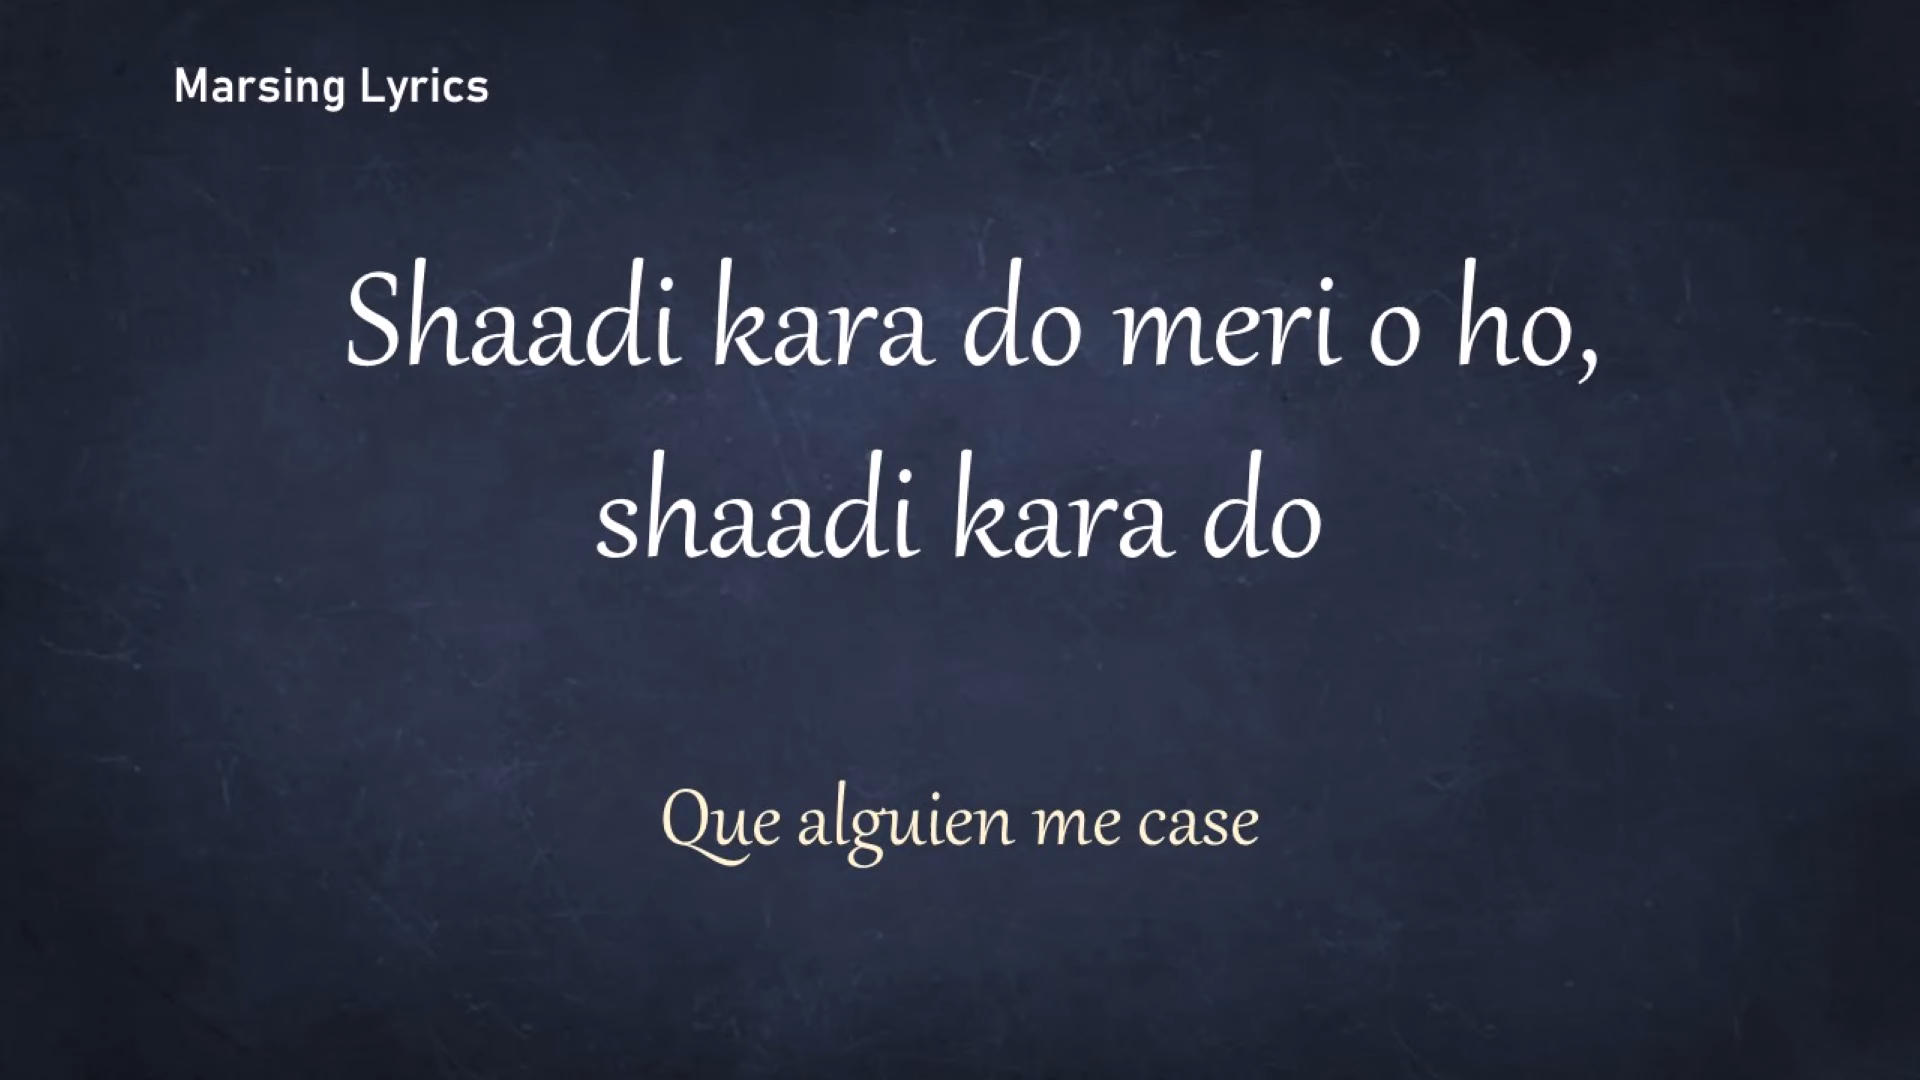 Marsing Lyrics
Shaadi kara do meri o ho,
shaadi kara do
Que alguien me case